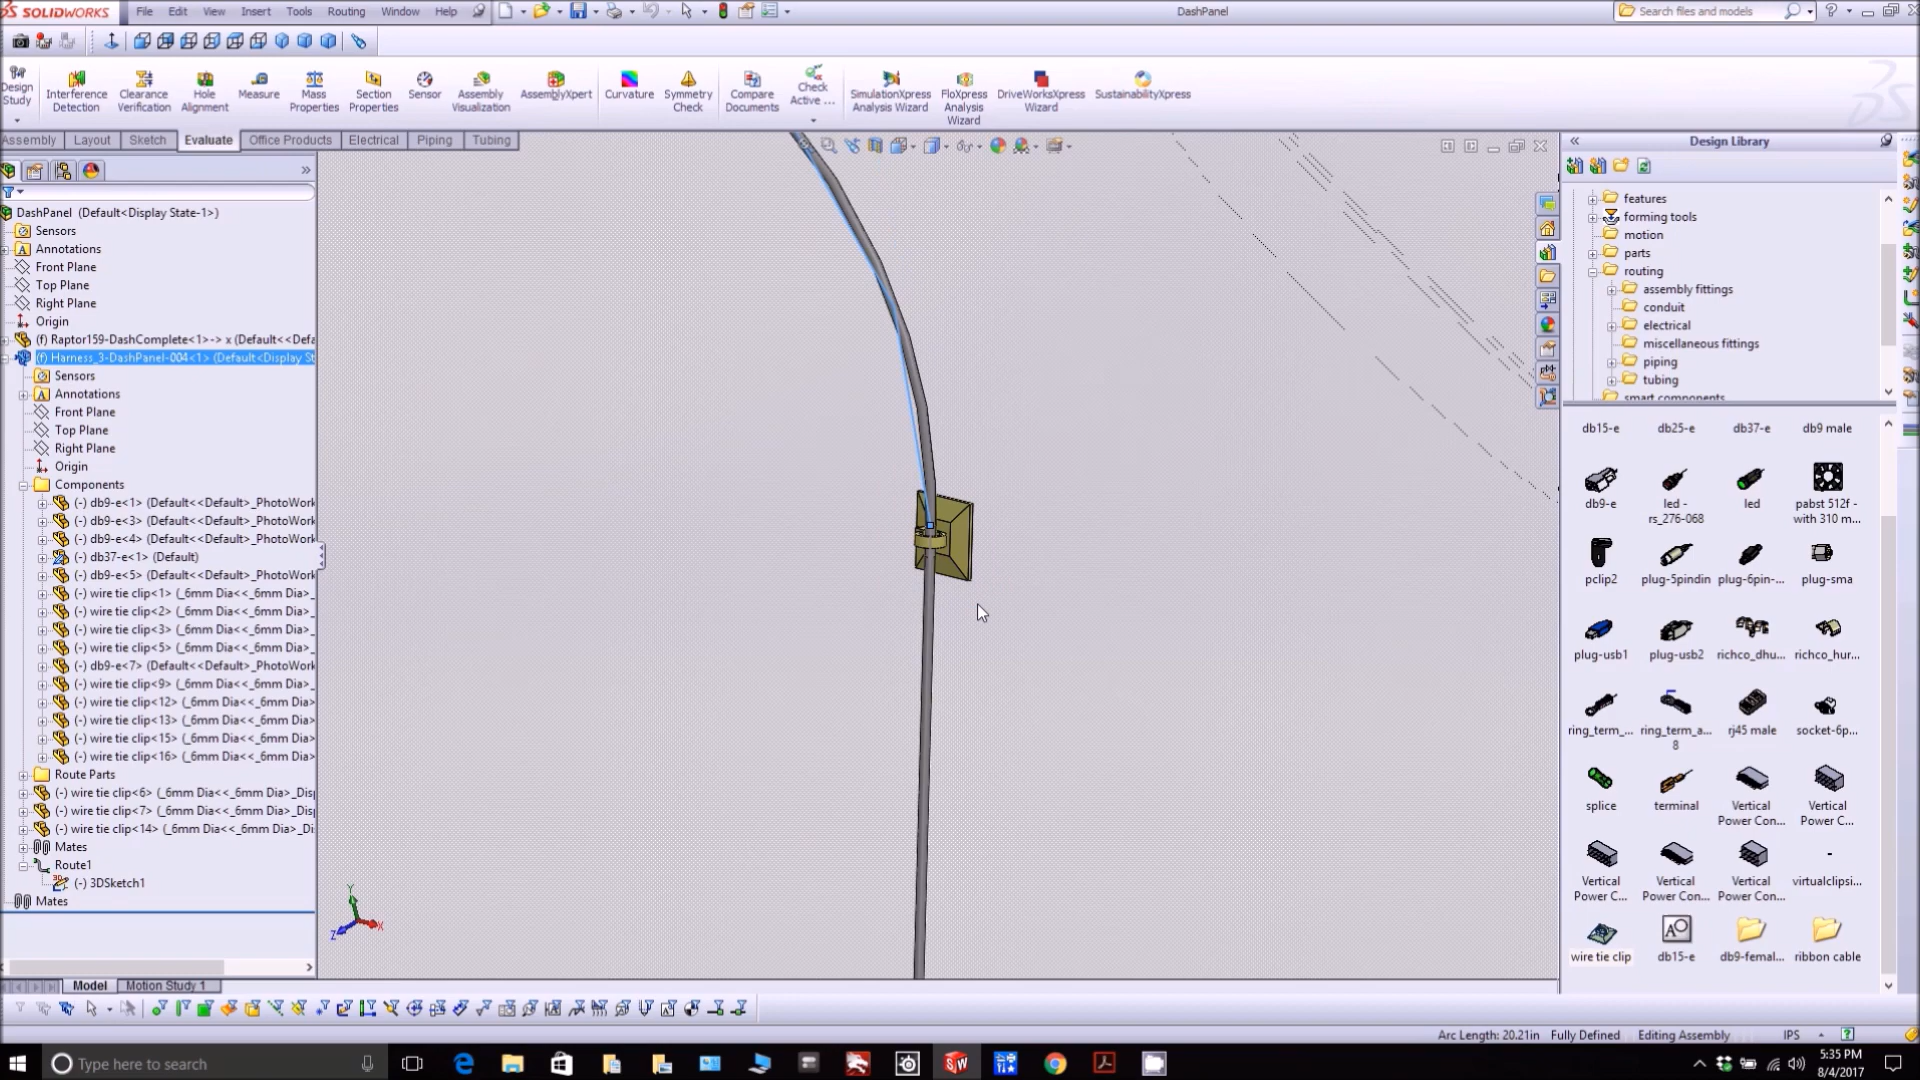 SOLIDWORKS File Edit View Insert Tools Routing Window Help DashPanel Search files and models
Design Study
Interference Detection
Clearance Verification
Hole Alignment
Measure
Mass Properties
Section Properties
Sensor
Assembly Visualization
AssemblyXpert
Curvature
Symmetry Check
Compare Documents
Check Active ...
SimulationXpress Analysis Wizard
FloXpress Analysis Wizard
DriveWorksXpress Wizard
SustainabilityXpress
Assembly Layout Sketch Evaluate Office Products Electrical Piping Tubing
DashPanel (Default<Display State-1>)
Sensors
Annotations
Front Plane
Top Plane
Right Plane
Origin
(f) Raptor159-DashComplete<1>-> x (Default<<Defa
(f) Harness_3-DashPanel-004<1> (Default<Display St
Sensors
Annotations
Front Plane
Top Plane
Right Plane
Origin
Components
(-) db9-e<1> (Default<<Default>_PhotoWork
(-) db9-e<3> (Default<<Default>_PhotoWork
(-) db9-e<4> (Default<<Default>_PhotoWork
(-) db37-e<1> (Default)
(-) db9-e<5> (Default<<Default>_PhotoWork
(-) wire tie clip<1> (_6mm Dia<<_6mm Dia>_
(-) wire tie clip<2> (_6mm Dia<<_6mm Dia>_
(-) wire tie clip<3> (_6mm Dia<<_6mm Dia>_
(-) wire tie clip<5> (_6mm Dia<<_6mm Dia>_
(-) db9-e<7> (Default<<Default>_PhotoWork
(-) wire tie clip<9> (_6mm Dia<<_6mm Dia>_
(-) wire tie clip<12> (_6mm Dia<<_6mm Dia>
(-) wire tie clip<13> (_6mm Dia<<_6mm Dia>
(-) wire tie clip<15> (_6mm Dia<<_6mm Dia>
(-) wire tie clip<16> (_6mm Dia<<_6mm Dia>
Route Parts
(-) wire tie clip<6> (_6mm Dia<<_6mm Dia>_Disp
(-) wire tie clip<7> (_6mm Dia<<_6mm Dia>_Disp
(-) wire tie clip<14> (_6mm Dia<<_6mm Dia>_Di
Mates
Route1
(-) 3DSketch1
Mates
Y
X
Z
Design Library
features
forming tools
motion
parts
routing
assembly fittings
conduit
electrical
miscellaneous fittings
piping
tubing
smart components
db15-e db25-e db37-e db9 male
db9-e
led - rs_276-068
led
pabst 512f - with 310 m...
pclip2 plug-5pindin plug-6pin-... plug-sma
plug-usb1 plug-usb2 richco_dhu... richco_hur...
ring_term_...
ring_term_a... 8
rj45 male socket-6p...
splice terminal
Vertical Power Con...
Vertical Power C...
Vertical Power C...
Vertical Power Con...
Vertical Power Con...
virtualclipsi...
wire tie clip db15-e db9-femal... ribbon cable
Model Motion Study 1
Arc Length: 20.21in Fully Defined Editing Assembly IPS
Type here to search
5:35 PM
8/4/2017